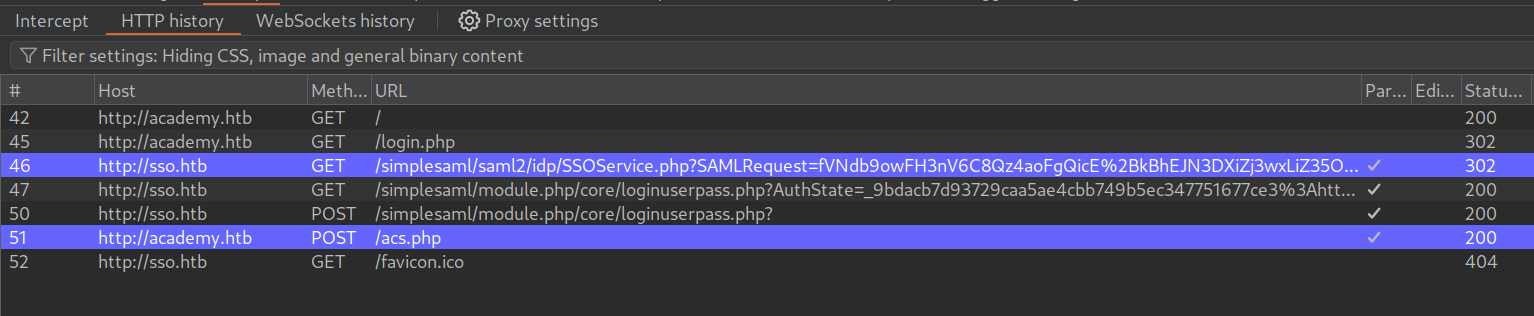 Intercept HTTP history WebSockets history Proxy settings
Filter settings: Hiding CSS, image and general binary content
# Host Meth... URL Par... Edi... Statu...
42 http://academy.htb GET / 200
45 http://academy.htb GET /login.php 302
46 http://sso.htb GET /simplesaml/saml2/idp/SSOService.php?SAMLRequest=fVNdb9owFH3nV6C8Qz4aoFgQicE%2BkBhEJN3DXiZj3wxLiZ35O... ✓ 302
47 http://sso.htb GET /simplesaml/module.php/core/loginuserpass.php?AuthState=_9bdacb7d93729caa5ae4cbb749b5ec347751677ce3%3Ahtt... ✓ 200
50 http://sso.htb POST /simplesaml/module.php/core/loginuserpass.php? ✓ 200
51 http://academy.htb POST /acs.php ✓ 200
52 http://sso.htb GET /favicon.ico 404